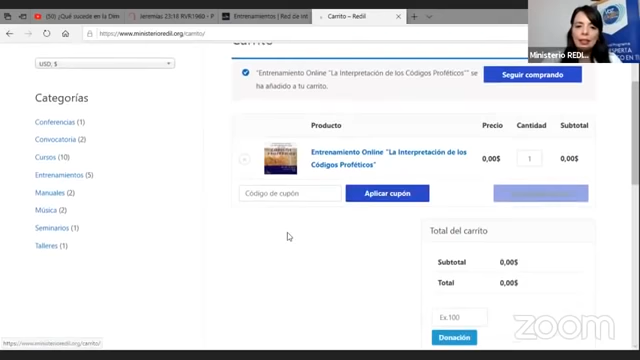 (50) ¿Qué sucede en la Dim
Jeremías 23:18 RVR1960 - P
Entrenamientos | Red de int
Carrito – Redil
https://www.ministerioredil.org/carrito/
Carrito
USD, $
"Entrenamiento Online "La Interpretación de los Códigos Proféticos"" se
ha añadido a tu carrito.
Seguir comprando
Categorías
Conferencias (1)
Convocatoria (2)
Cursos (10)
Entrenamientos (5)
Manuales (2)
Música (2)
Seminarios (1)
Talleres (1)
Producto
Precio
Cantidad
Subtotal
Entrenamiento Online "La Interpretación de los
Códigos Proféticos"
0,00$
1
0,00$
Código de cupón
Aplicar cupón
Total del carrito
Subtotal
0,00$
Total
0,00$
Ex.100
Donación
https://www.ministerioredil.org/carrito/
Ministerio REDI...
zoom